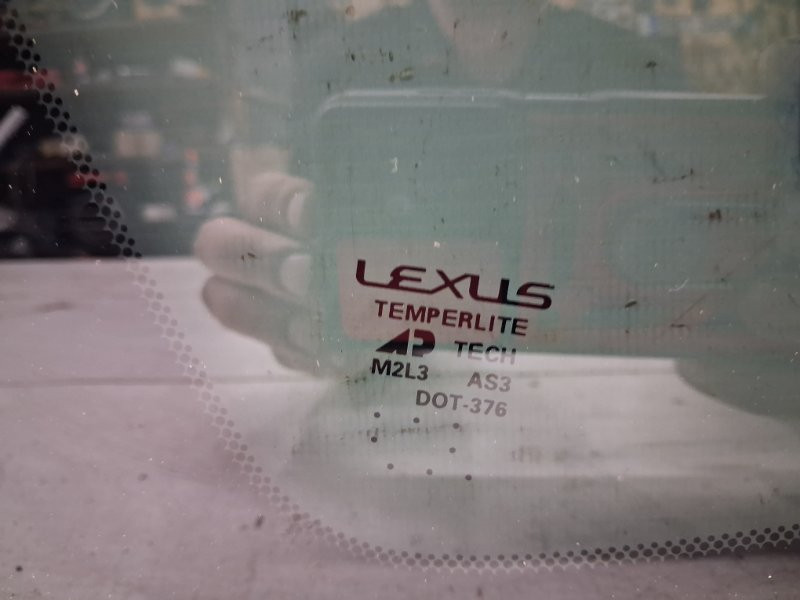 LEXUS
TEMPERLITE
AP TECH
M2L3 AS3
DOT-376